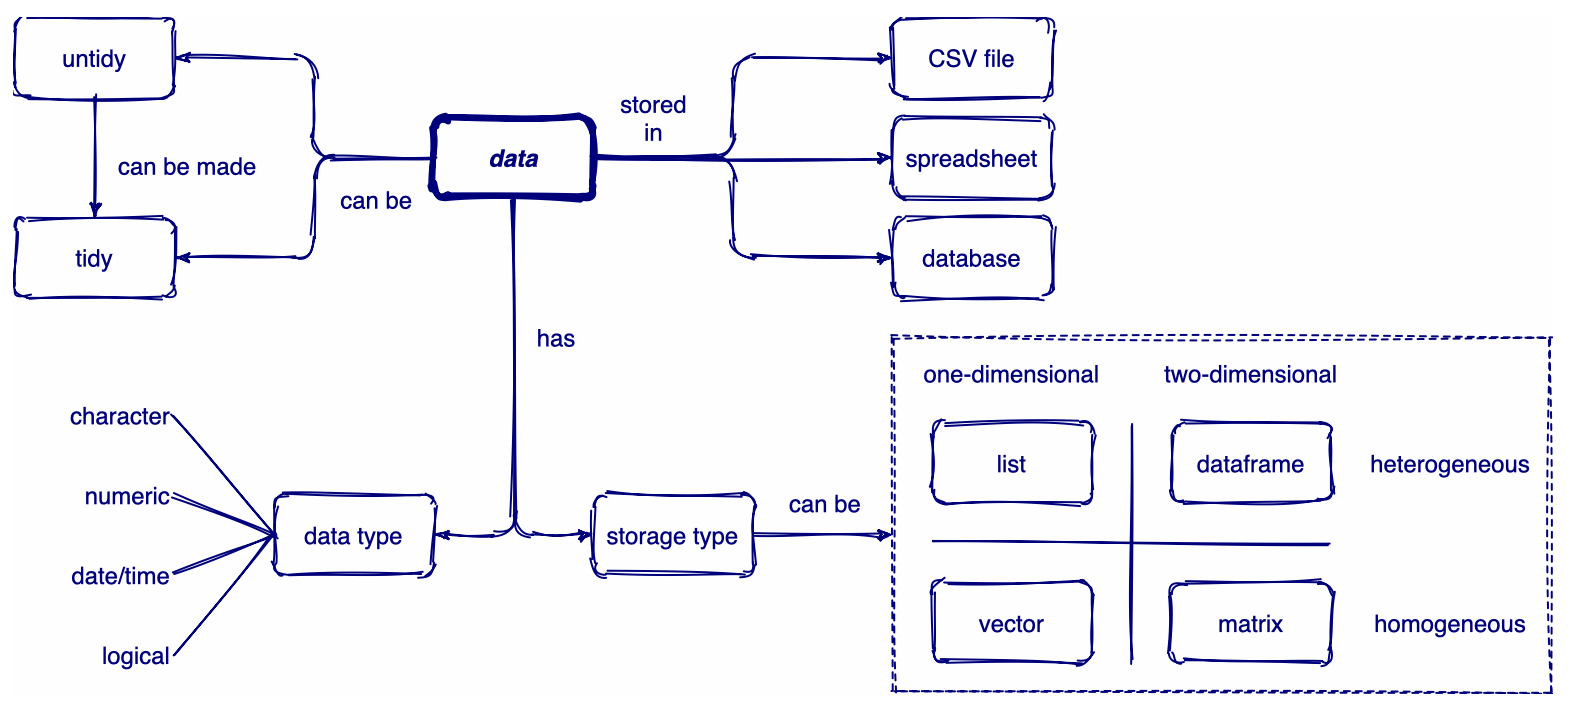 untidy
can be made
tidy
can be
data
stored
in
CSV file
spreadsheet
database
has
character
numeric
date/time
logical
data type
storage type
can be
one-dimensional
two-dimensional
list
dataframe
heterogeneous
vector
matrix
homogeneous